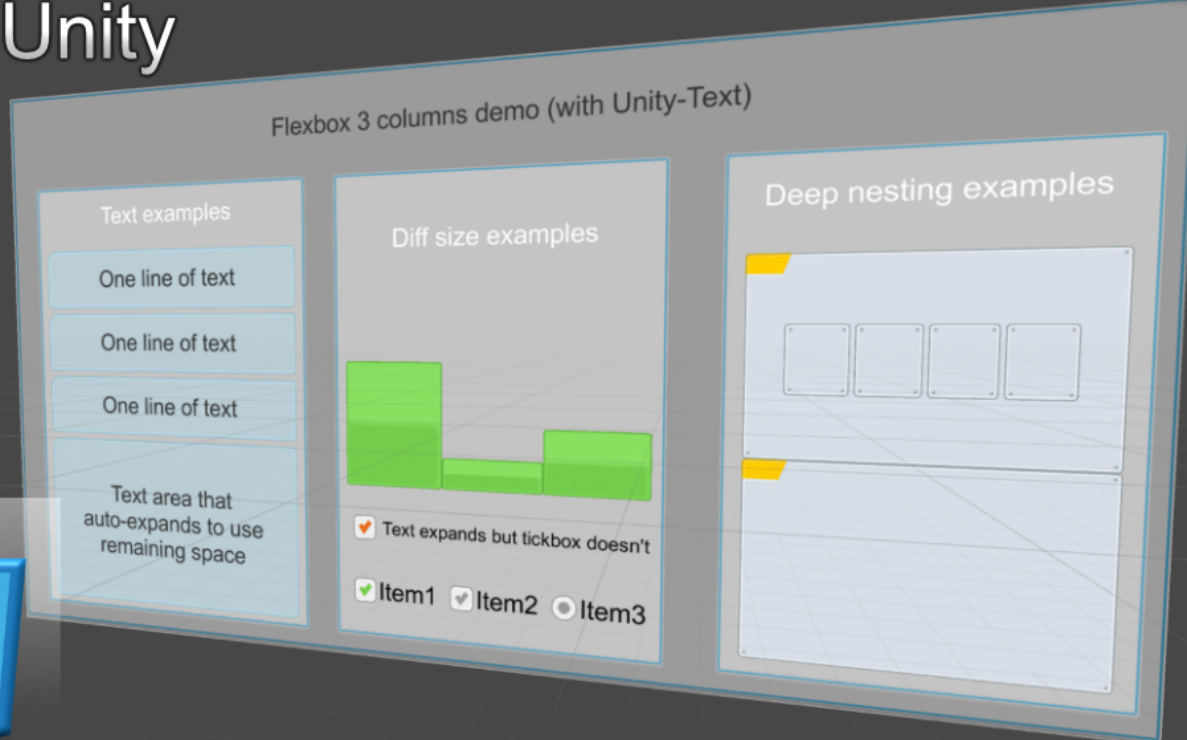 Unity
Flexbox 3 columns demo (with Unity-Text)
Text examples
One line of text
One line of text
One line of text
Text area that
auto-expands to use
remaining space
Diff size examples
Text expands but tickbox doesn't
Item1 Item2 Item3
Deep nesting examples